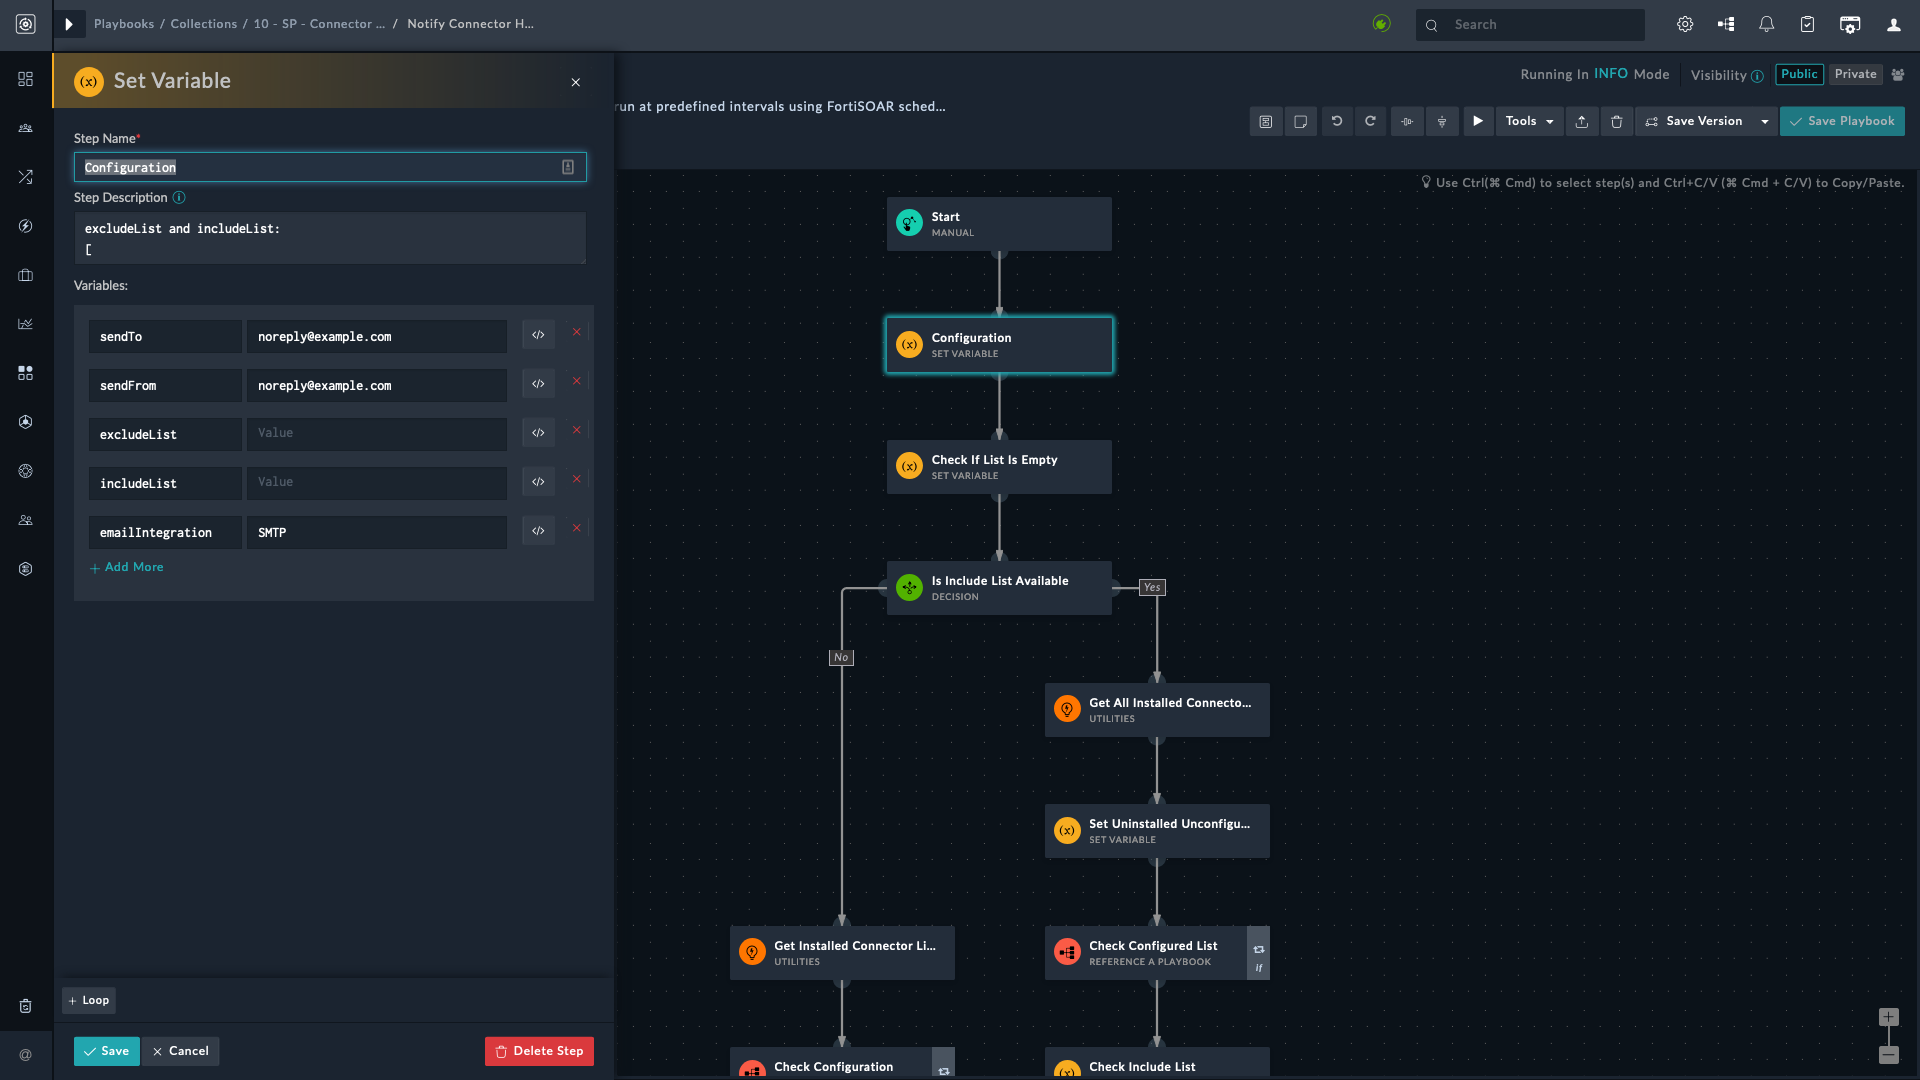 Playbooks / Collections / 10 - SP - Connector ... / Notify Connector H...
Search
(x) Set Variable
Running In INFO Mode
Visibility
Public
Private
run at predefined intervals using FortiSOAR sched...
Tools
Save Version
Save Playbook
Step Name*
Configuration
Step Description
excludeList and includeList:
[
Variables:
sendTo
noreply@example.com
sendFrom
noreply@example.com
excludeList
Value
includeList
Value
emailIntegration
SMTP
+ Add More
+ Loop
Save
Cancel
Delete Step
Use Ctrl(⌘ Cmd) to select step(s) and Ctrl+C/V (⌘ Cmd + C/V) to Copy/Paste.
Start
MANUAL
(x) Configuration
SET VARIABLE
(x) Check If List Is Empty
SET VARIABLE
Is Include List Available
DECISION
Yes
No
Get All Installed Connecto...
UTILITIES
(x) Set Uninstalled Unconfigu...
SET VARIABLE
Get Installed Connector Li...
UTILITIES
Check Configured List
REFERENCE A PLAYBOOK
if
Check Configuration
(x) Check Include List
@